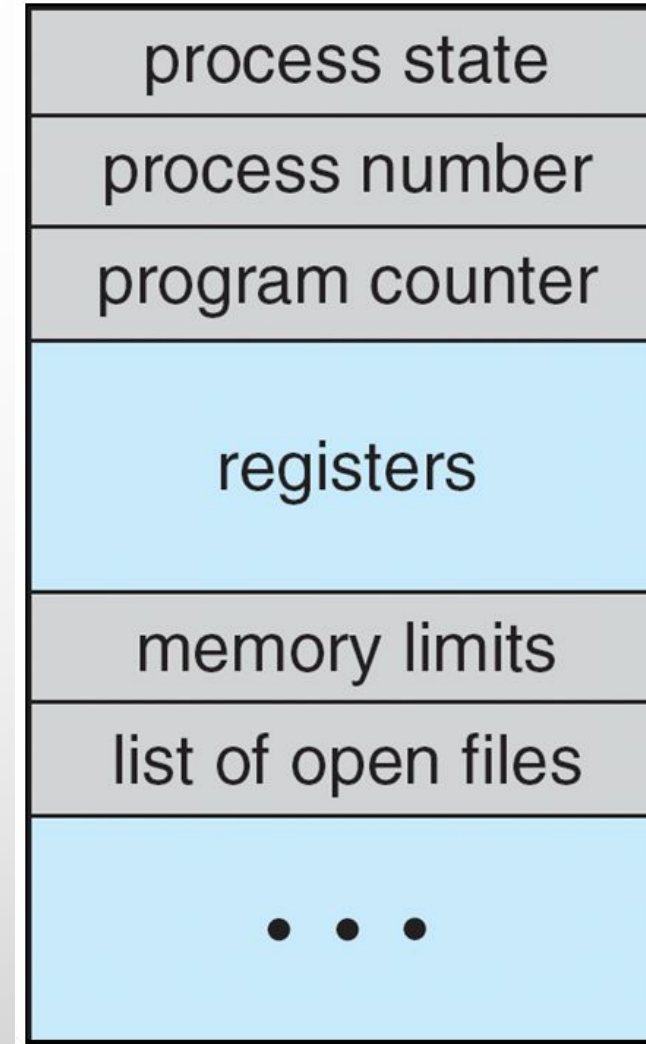 process state
process number
program counter
registers
memory limits
list of open files
• • •